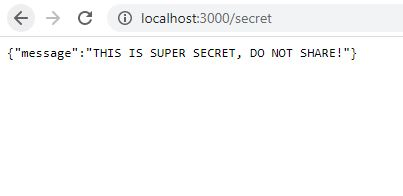 localhost:3000/secret
{"message":"THIS IS SUPER SECRET, DO NOT SHARE!"}